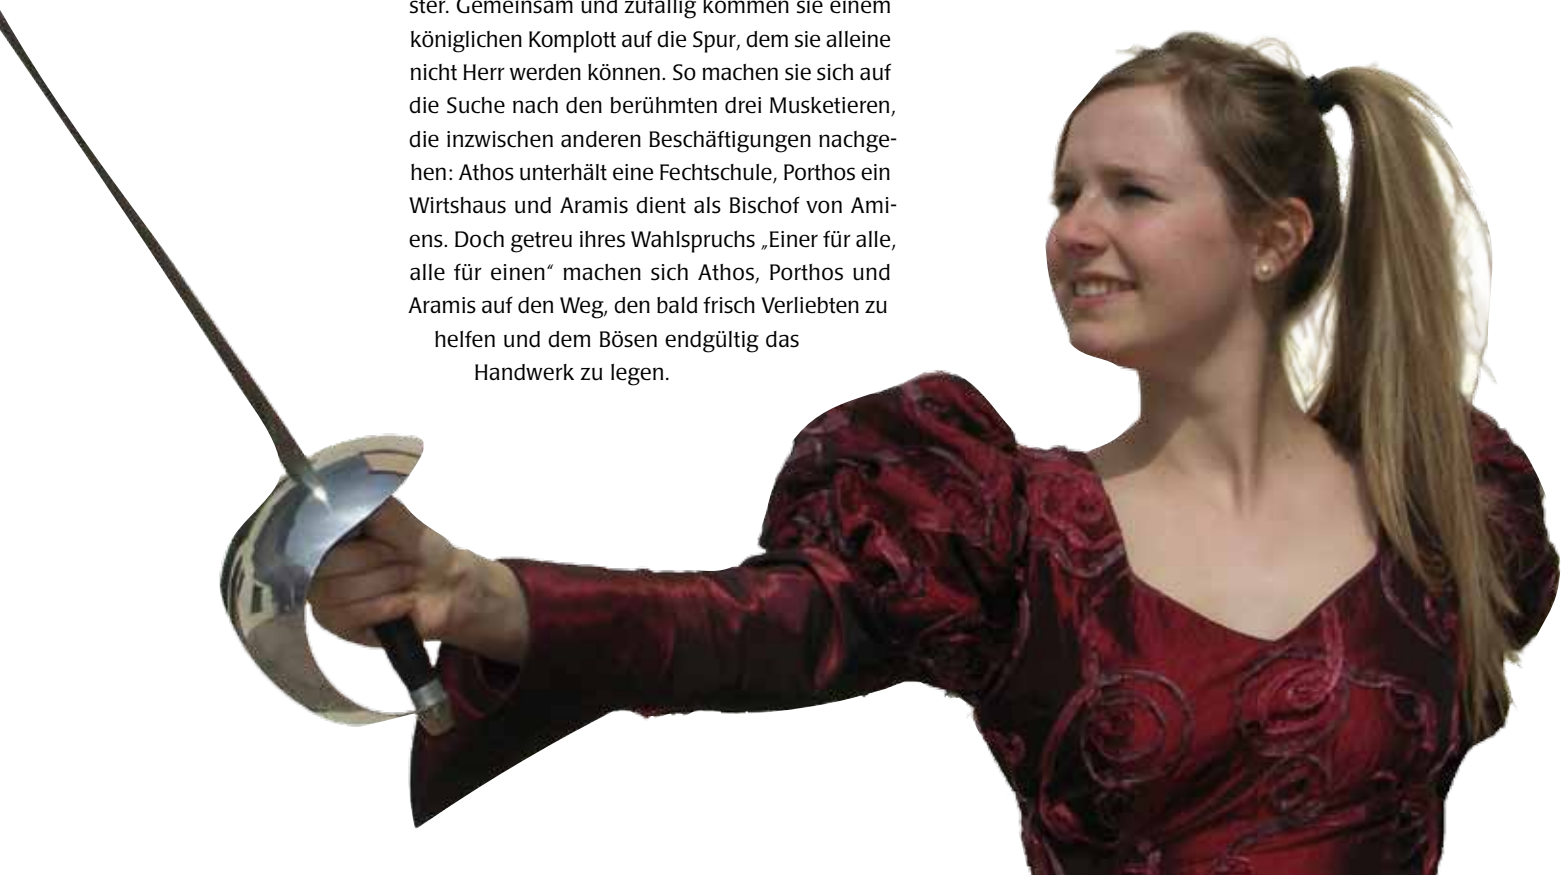 ster. Gemeinsam und zufällig kommen sie einem
königlichen Komplott auf die Spur, dem sie alleine
nicht Herr werden können. So machen sie sich auf
die Suche nach den berühmten drei Musketieren,
die inzwischen anderen Beschäftigungen nachge-
hen: Athos unterhält eine Fechtschule, Porthos ein
Wirtshaus und Aramis dient als Bischof von Ami-
ens. Doch getreu ihres Wahlspruchs „Einer für alle,
alle für einen“ machen sich Athos, Porthos und
Aramis auf den Weg, den bald frisch Verliebten zu
helfen und dem Bösen endgültig das
Handwerk zu legen.